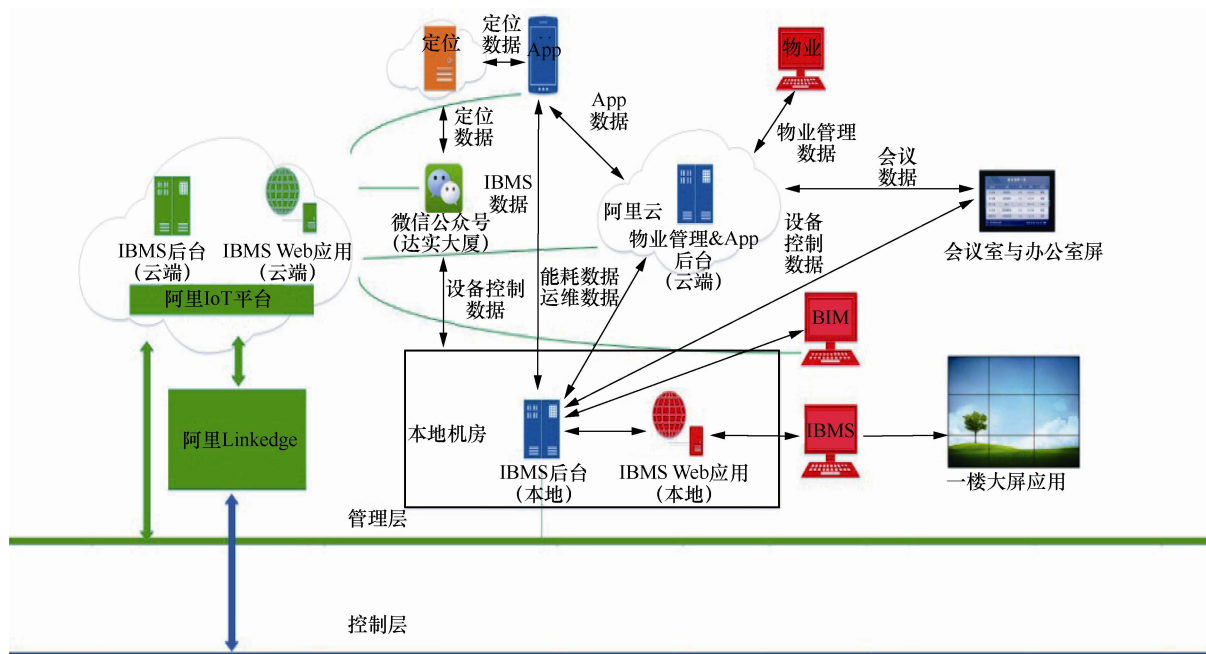 定位
定位
数据
App
物业
定位
数据
App
数据
物业管理
数据
会议
数据
IBMS
数据
阿里云
微信公众号
(达实大厦)
物业管理&App
后台
(云端)
设备
控制
数据
会议室与办公室屏
IBMS后台
(云端)
IBMS Web应用
(云端)
阿里IoT平台
设备控制
数据
能耗数据
运维数据
BIM
阿里Linkedge
本地机房
IBMS后台
(本地)
IBMS Web应用
(本地)
IBMS
一楼大屏应用
管理层
控制层